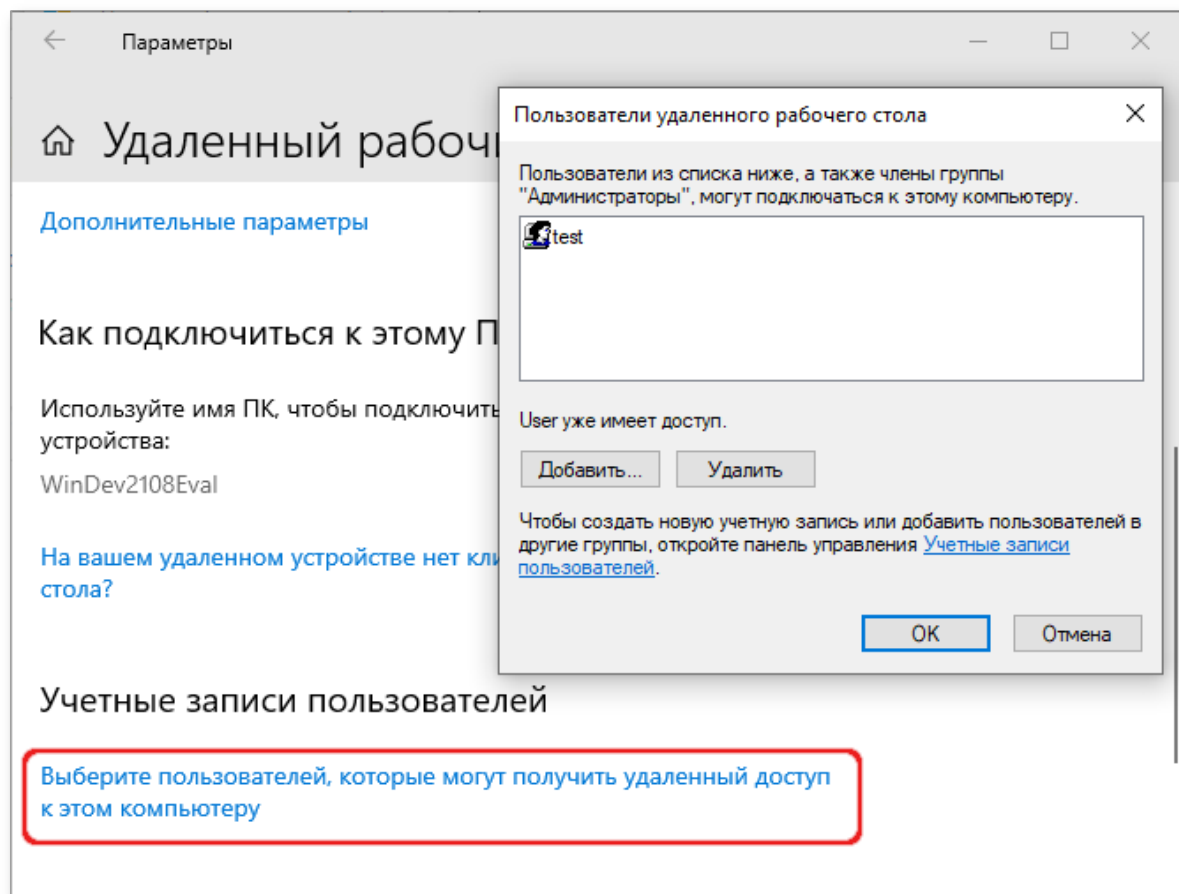 Параметры
Удаленный рабочи
Дополнительные параметры
Как подключиться к этому П
Используйте имя ПК, чтобы подключить
устройства:
WinDev2108Eval
На вашем удаленном устройстве нет кли
стола?
Учетные записи пользователей
Выберите пользователей, которые могут получить удаленный доступ
к этом компьютеру
Пользователи удаленного рабочего стола
Пользователи из списка ниже, а также члены группы
"Администраторы", могут подключаться к этому компьютеру.
test
User уже имеет доступ.
Добавить... Удалить
Чтобы создать новую учетную запись или добавить пользователей в
другие группы, откройте панель управления Учетные записи
пользователей.
OK Отмена